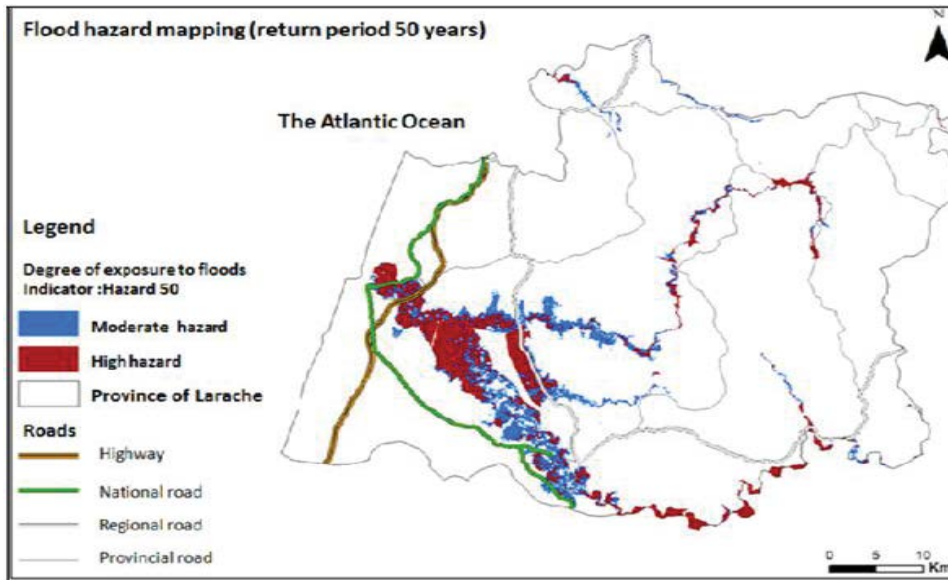 Flood hazard mapping (return period 50 years)
N
The Atlantic Ocean
Legend
Degree of exposure to floods
Indicator :Hazard 50
Moderate hazard
High hazard
Province of Larache
Roads
Highway
National road
Regional road
Provincial road
0 5 10
Km